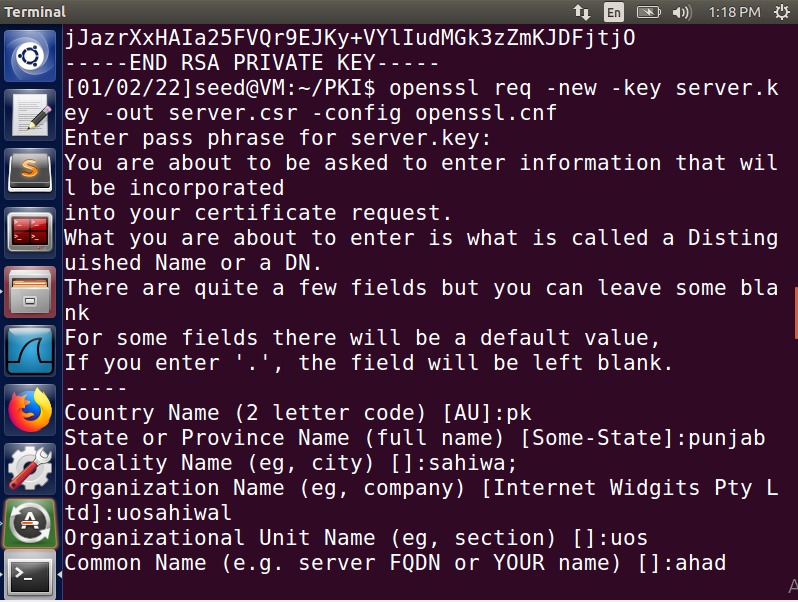 Terminal
En
1:18 PM
jJazrXxHAIa25FVQr9EJKy+VYlIudMGk3zZmKJDFjtjO
-----END RSA PRIVATE KEY-----
[01/02/22]seed@VM:~/PKI$ openssl req -new -key server.k
ey -out server.csr -config openssl.cnf
Enter pass phrase for server.key:
You are about to be asked to enter information that wil
l be incorporated
into your certificate request.
What you are about to enter is what is called a Disting
uished Name or a DN.
There are quite a few fields but you can leave some bla
nk
For some fields there will be a default value,
If you enter '.', the field will be left blank.
-----
Country Name (2 letter code) [AU]:pk
State or Province Name (full name) [Some-State]:punjab
Locality Name (eg, city) []:sahiwa;
Organization Name (eg, company) [Internet Widgits Pty L
td]:uosahiwal
Organizational Unit Name (eg, section) []:uos
Common Name (e.g. server FQDN or YOUR name) []:ahad